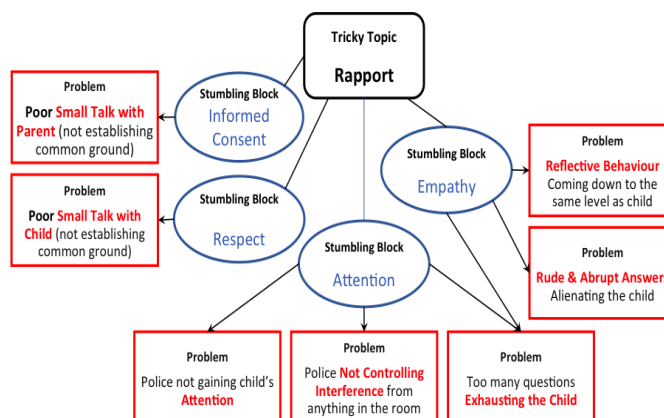 Tricky Topic
Rapport
Problem
Poor Small Talk with
Parent (not establishing
common ground)
Stumbling Block
Informed
Consent
Stumbling Block
Empathy
Problem
Reflective Behaviour
Coming down to the
same level as child
Problem
Poor Small Talk with
Child (not establishing
common ground)
Stumbling Block
Respect
Stumbling Block
Attention
Problem
Rude & Abrupt Answers
Alienating the child
Problem
Police not gaining child's
Attention
Problem
Police Not Controlling
Interference from
anything in the room
Problem
Too many questions
Exhausting the Child